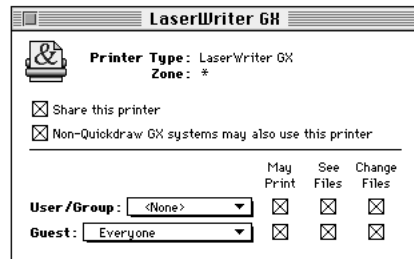 LaserWriter GX
Printer Type: LaserWriter GX
Zone: *
Share this printer
Non-Quickdraw GX systems may also use this printer
May See Change
Print Files Files
User/Group: <None>
Guest: Everyone